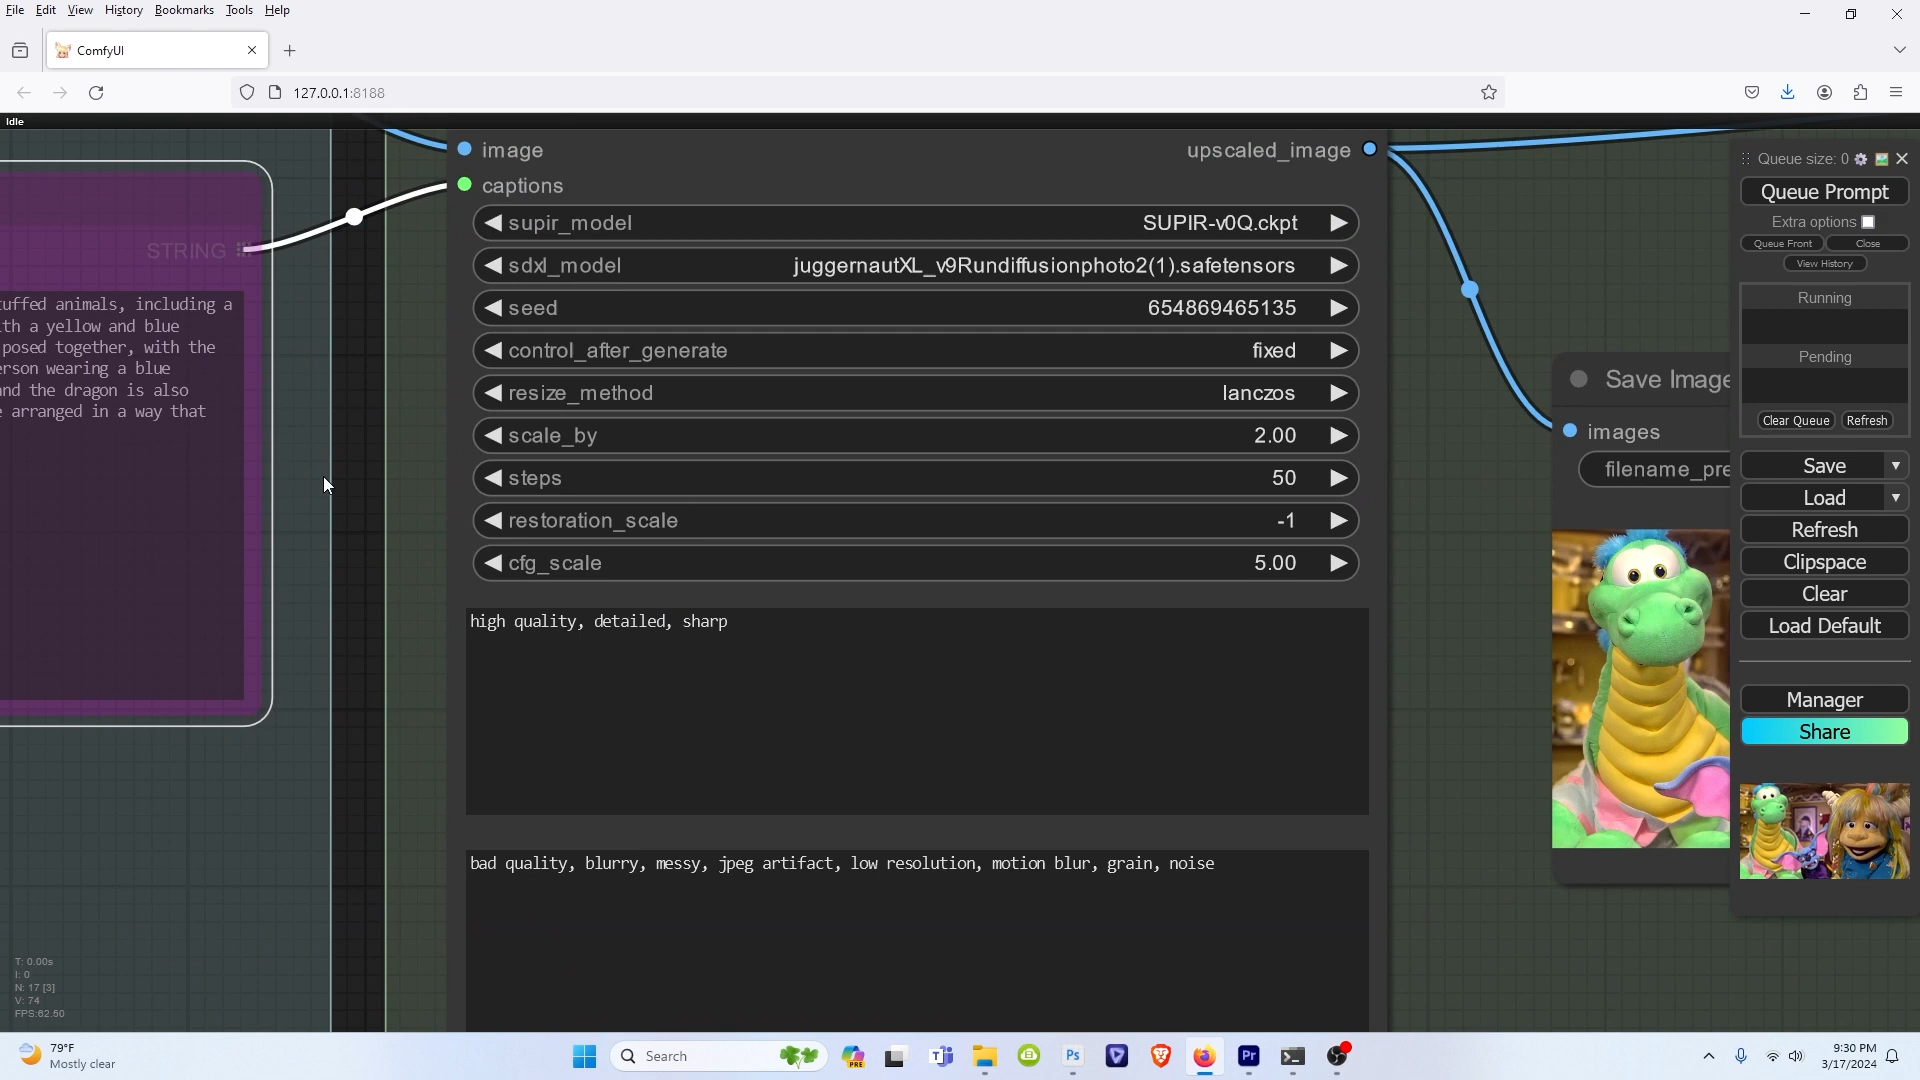 File Edit View History Bookmarks Tools Help
ComfyUI
127.0.0.1:8188
Idle
image
upscaled_image
captions
supir_model
SUPIR-v0Q.ckpt
sdxl_model
juggernautXL_v9Rundiffusionphoto2(1).safetensors
seed
654869465135
control_after_generate
fixed
resize_method
lanczos
scale_by
2.00
steps
50
restoration_scale
-1
cfg_scale
5.00
high quality, detailed, sharp
bad quality, blurry, messy, jpeg artifact, low resolution, motion blur, grain, noise
STRING
uffed animals, including a
th a yellow and blue
posed together, with the
erson wearing a blue
and the dragon is also
e arranged in a way that
T: 0.00s
I: 0
N: 17 [3]
V: 74
FPS:62.50
Save Image
images
filename_pre
Queue size: 0
Queue Prompt
Extra options
Queue Front
Close
View History
Running
Pending
Clear Queue
Refresh
Save
Load
Refresh
Clipspace
Clear
Load Default
Manager
Share
79°F
Mostly clear
Search
PRE
Ps
Pr
9:30 PM
3/17/2024